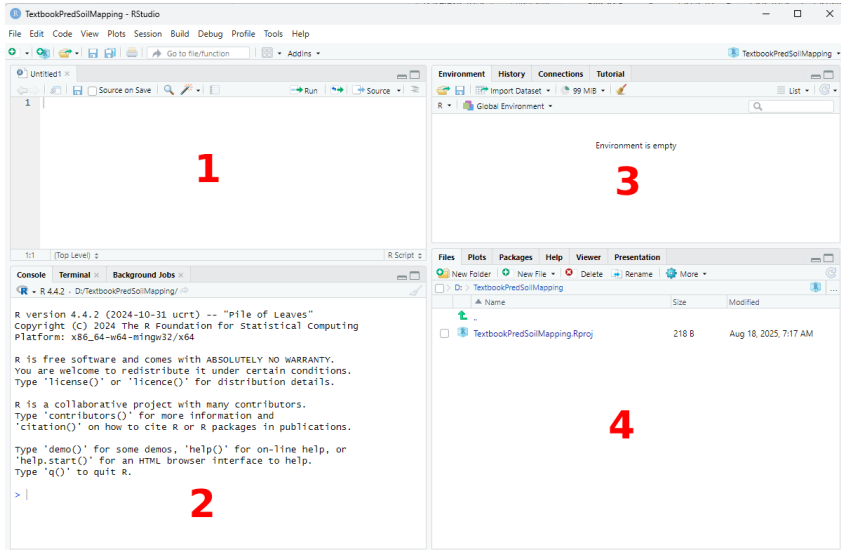 TextbookPredSoilMapping - RStudio
File Edit Code View Plots Session Build Debug Profile Tools Help
Go to file/function Addins TextbookPredSoilMapping
Untitled1
Source on Save Run Source
1
1
1:1 (Top Level) R Script
Console Terminal Background Jobs
R 4.4.2 · D:/TextbookPredSoilMapping/
R version 4.4.2 (2024-10-31 ucrt) -- "Pile of Leaves"
Copyright (C) 2024 The R Foundation for Statistical Computing
Platform: x86_64-w64-mingw32/x64
R is free software and comes with ABSOLUTELY NO WARRANTY.
You are welcome to redistribute it under certain conditions.
Type 'license()' or 'licence()' for distribution details.
R is a collaborative project with many contributors.
Type 'contributors()' for more information and
'citation()' on how to cite R or R packages in publications.
Type 'demo()' for some demos, 'help()' for on-line help, or
'help.start()' for an HTML browser interface to help.
Type 'q()' to quit R.
>
2
Environment History Connections Tutorial
Import Dataset 99 MiB List
R Global Environment
Environment is empty
3
Files Plots Packages Help Viewer Presentation
New Folder New File Delete Rename More
D: TextbookPredSoilMapping ...
Name Size Modified
..
TextbookPredSoilMapping.Rproj 218 B Aug 18, 2025, 7:17 AM
4